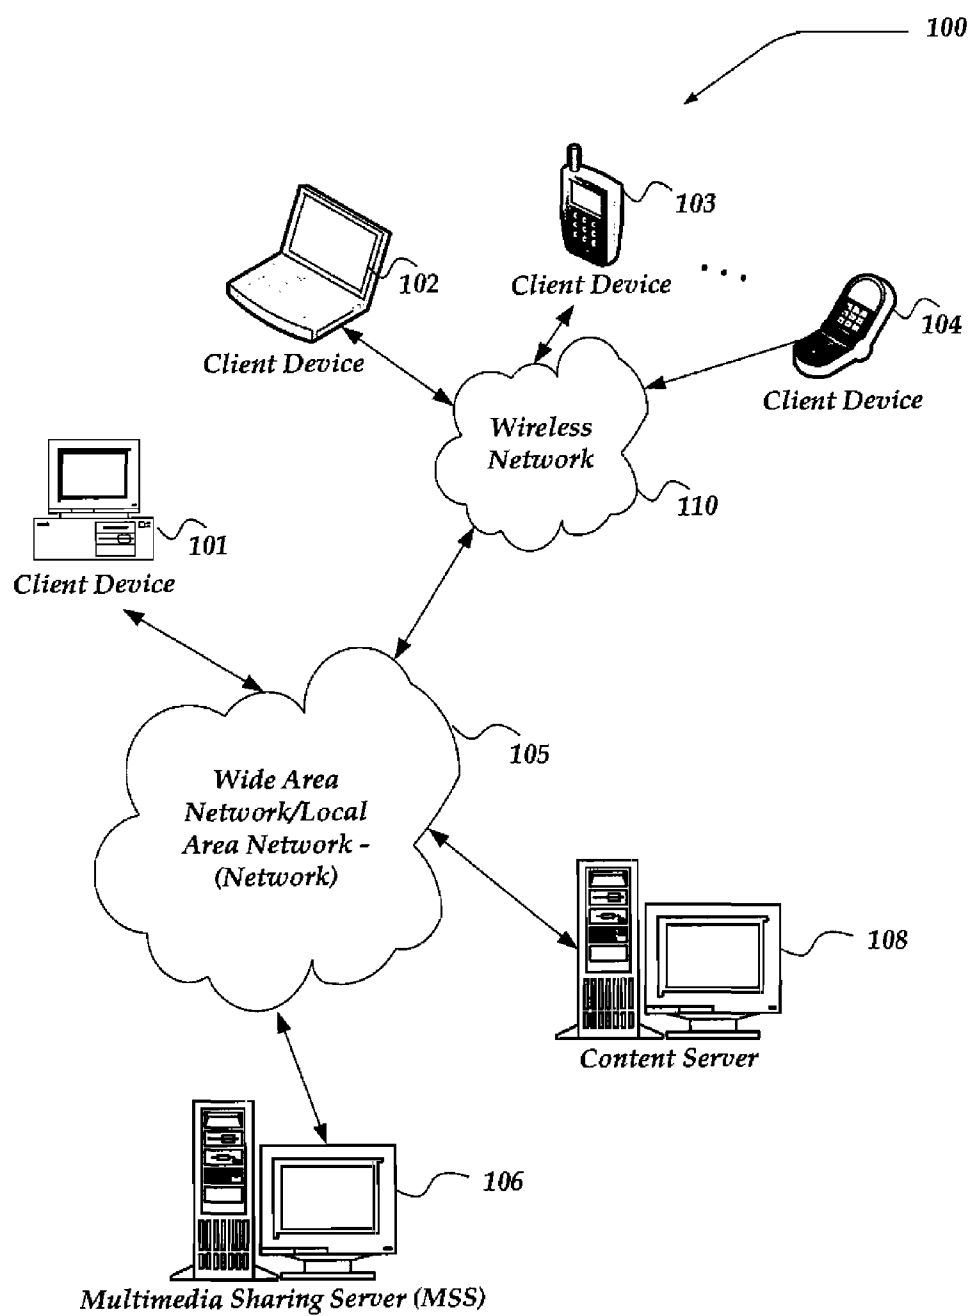 100
103
102
Client Device
104
Client Device
Client Device
Wireless
Network
110
101
Client Device
105
Wide Area
Network/Local
Area Network -
(Network)
108
Content Server
106
Multimedia Sharing Server (MSS)